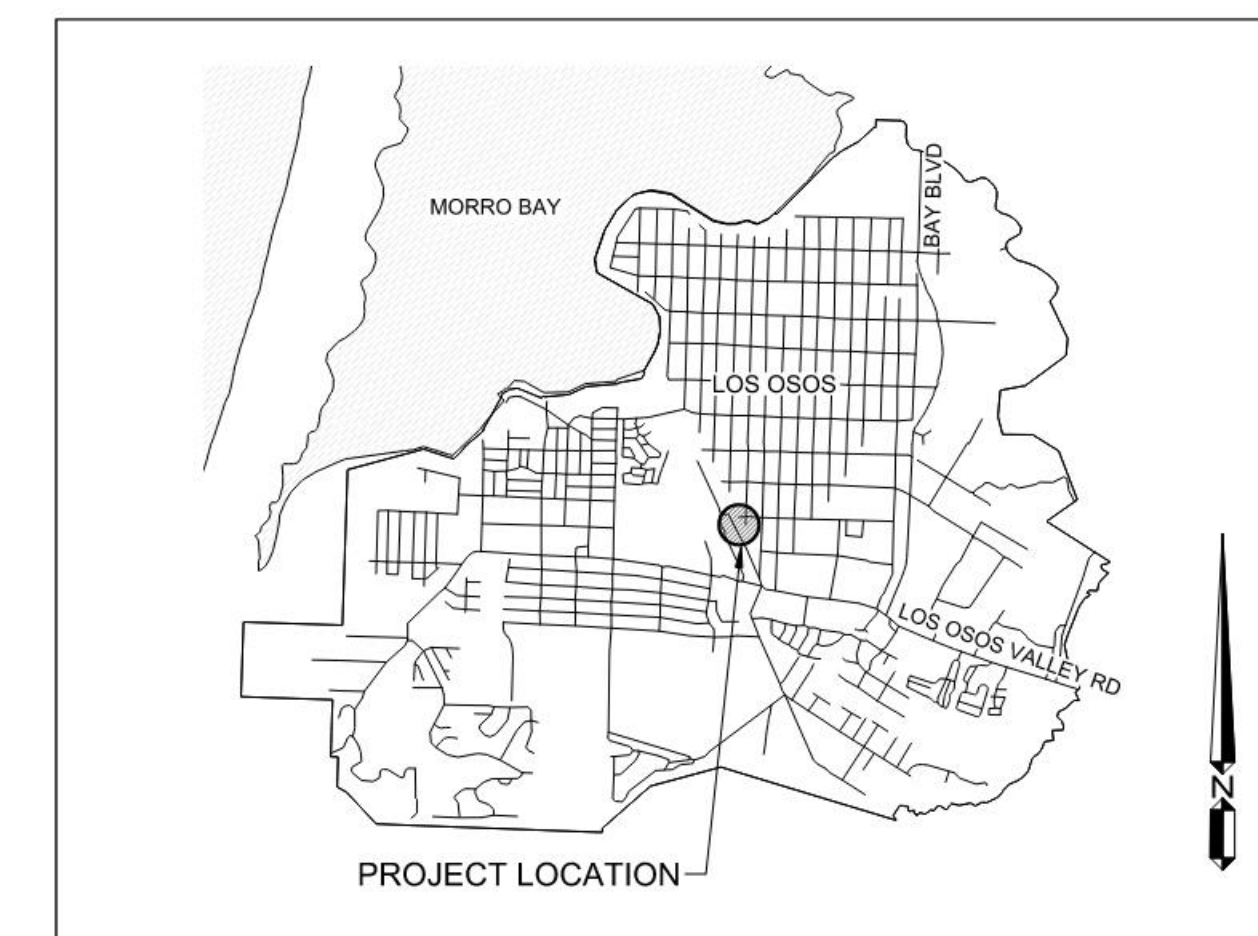 MORRO BAY
BAY BLVD
LOS OSOS
LOS OSOS VALLEY RD
PROJECT LOCATION
N